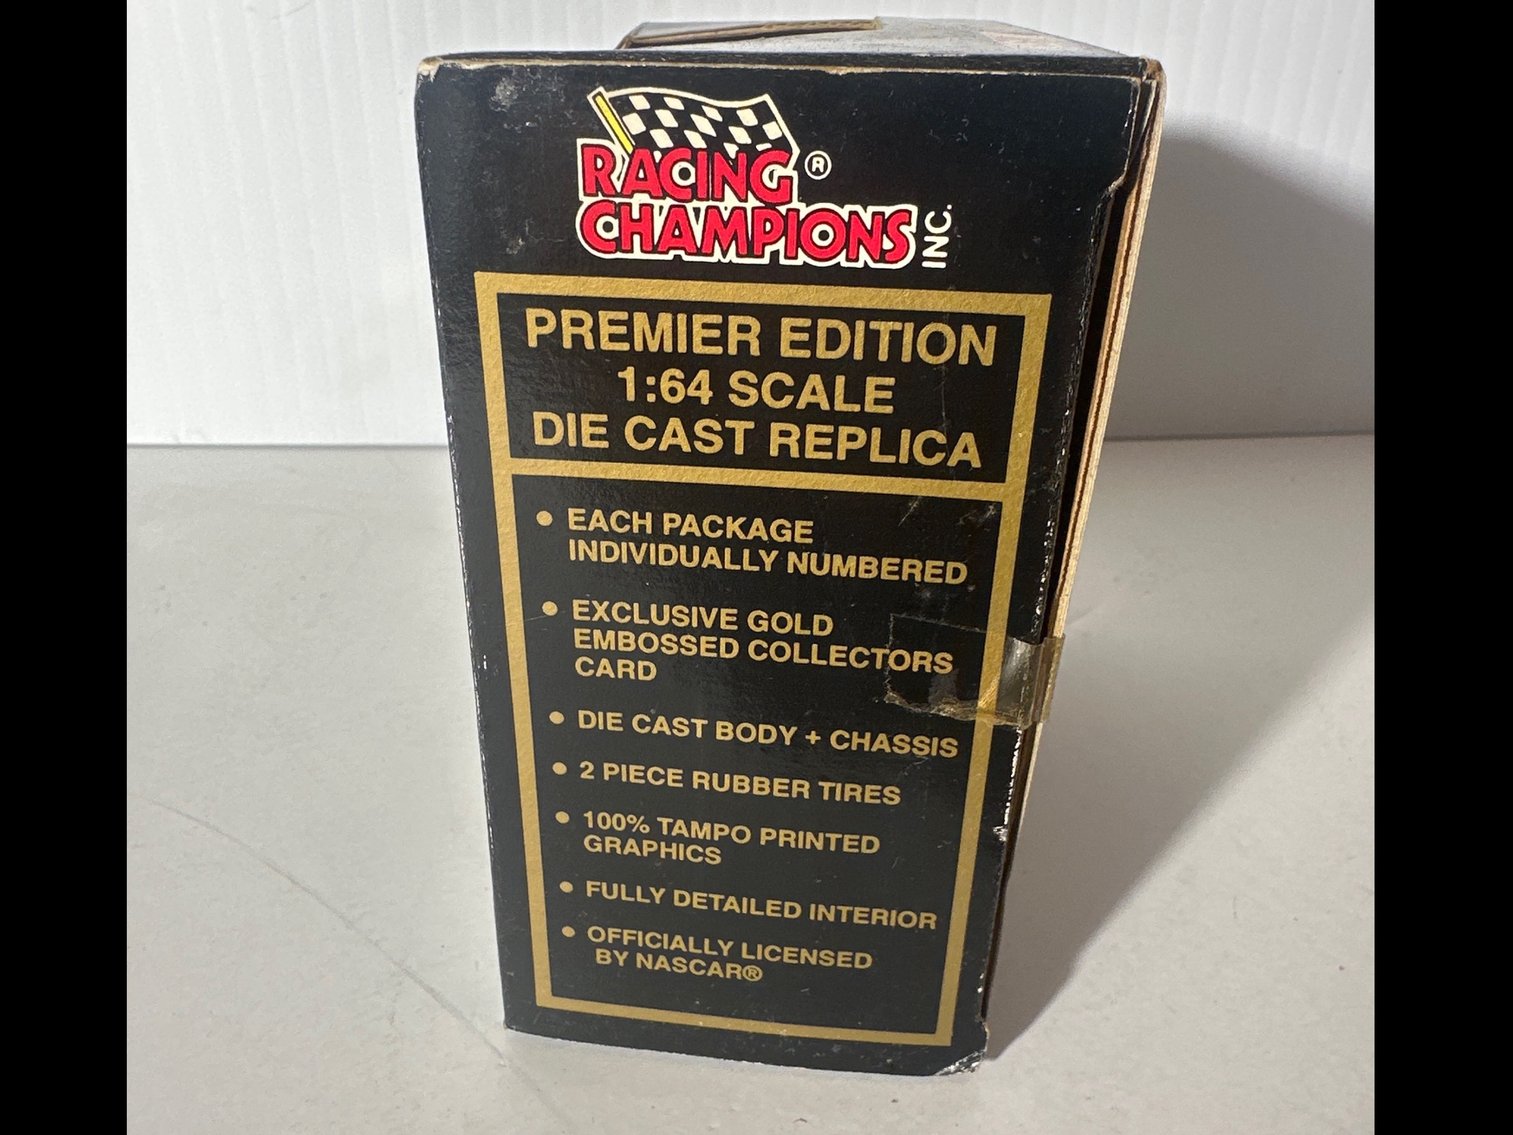 RACING ®
CHAMPIONS INC.
PREMIER EDITION
1:64 SCALE
DIE CAST REPLICA
• EACH PACKAGE
INDIVIDUALLY NUMBERED
• EXCLUSIVE GOLD
EMBOSSED COLLECTORS
CARD
• DIE CAST BODY + CHASSIS
• 2 PIECE RUBBER TIRES
• 100% TAMPO PRINTED
GRAPHICS
• FULLY DETAILED INTERIOR
• OFFICIALLY LICENSED
BY NASCAR®